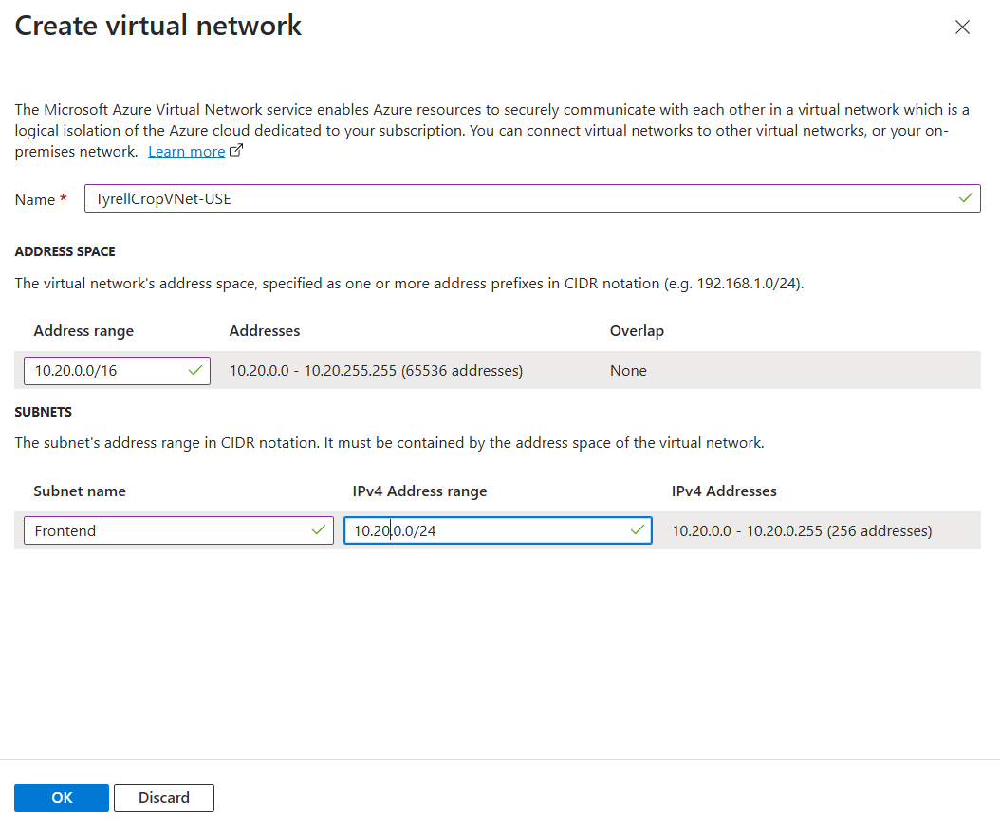 Create virtual network
The Microsoft Azure Virtual Network service enables Azure resources to securely communicate with each other in a virtual network which is a
logical isolation of the Azure cloud dedicated to your subscription. You can connect virtual networks to other virtual networks, or your on-
premises network. Learn more
Name * TyrellCropVNet-USE
ADDRESS SPACE
The virtual network's address space, specified as one or more address prefixes in CIDR notation (e.g. 192.168.1.0/24).
Address range Addresses Overlap
10.20.0.0/16 10.20.0.0 - 10.20.255.255 (65536 addresses) None
SUBNETS
The subnet's address range in CIDR notation. It must be contained by the address space of the virtual network.
Subnet name IPv4 Address range IPv4 Addresses
Frontend 10.20.0.0/24 10.20.0.0 - 10.20.0.255 (256 addresses)
OK Discard